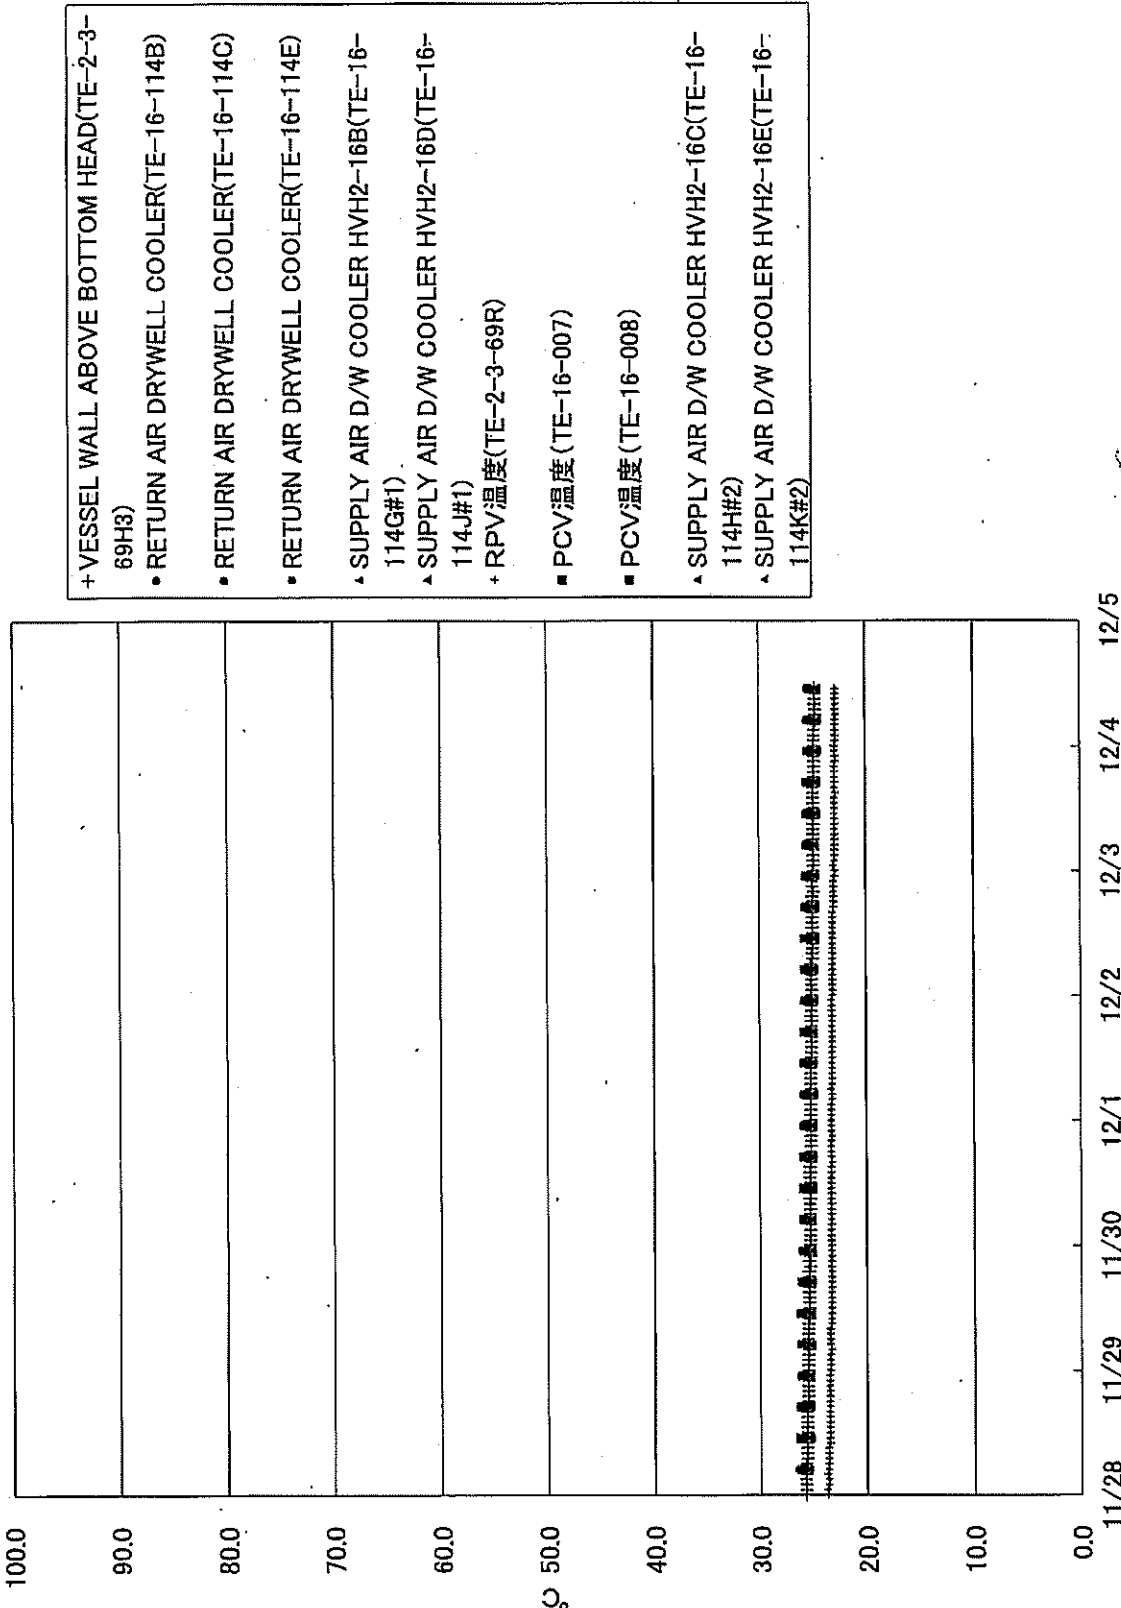 100.0
90.0
80.0
70.0
60.0
50.0
40.0
30.0
20.0
10.0
0.0
℃
11/28
11/29
11/30
12/1
12/2
12/3
12/4
12/5
+ VESSEL WALL ABOVE BOTTOM HEAD(TE-2-3-
69H3)
• RETURN AIR DRYWELL COOLER(TE-16-114B)
• RETURN AIR DRYWELL COOLER(TE-16-114C)
• RETURN AIR DRYWELL COOLER(TE-16-114E)
▲ SUPPLY AIR D/W COOLER HVH2-16B(TE-16-
114G#1)
▲ SUPPLY AIR D/W COOLER HVH2-16D(TE-16-
114J#1)
+ RPV温度(TE-2-3-69R)
■ PCV温度(TE-16-007)
■ PCV温度(TE-16-008)
▲ SUPPLY AIR D/W COOLER HVH2-16C(TE-16-
114H#2)
▲ SUPPLY AIR D/W COOLER HVH2-16E(TE-16-
114K#2)